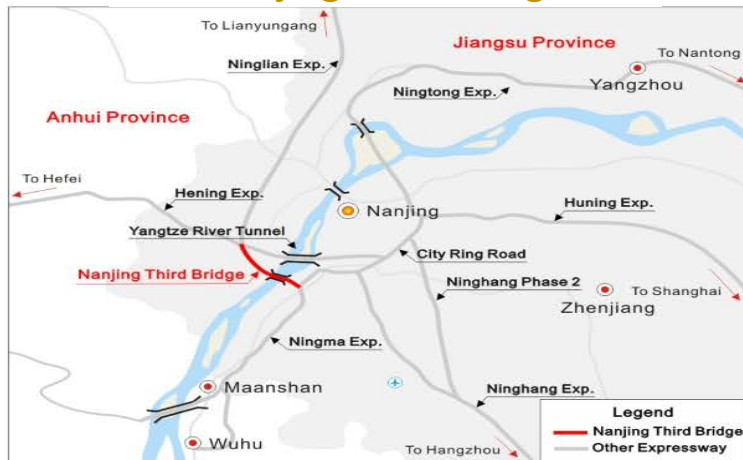 To Lianyungang
Jiangsu Province
To Nantong
Ninglian Exp.
Yangzhou
Ningtong Exp.
Anhui Province
To Hefei
Hening Exp.
Nanjing
Huning Exp.
Yangtze River Tunnel
City Ring Road
Nanjing Third Bridge
Ninghang Phase 2
To Shanghai
Zhenjiang
Ningma Exp.
Maanshan
Ninghang Exp.
Wuhu
To Hangzhou
Legend
Nanjing Third Bridge
Other Expressway